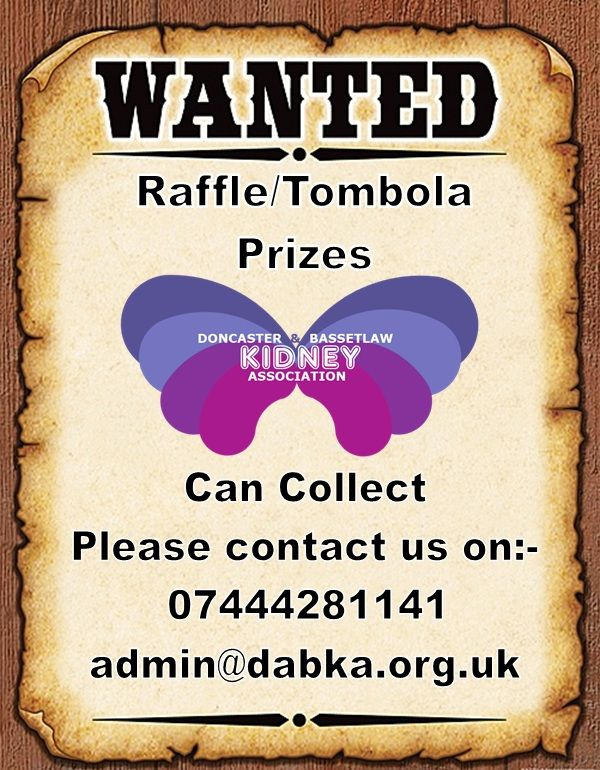 WANTED
Raffle/Tombola
Prizes
DONCASTER & BASSETLAW
KIDNEY
ASSOCIATION
Can Collect
Please contact us on:-
07444281141
admin@dabka.org.uk